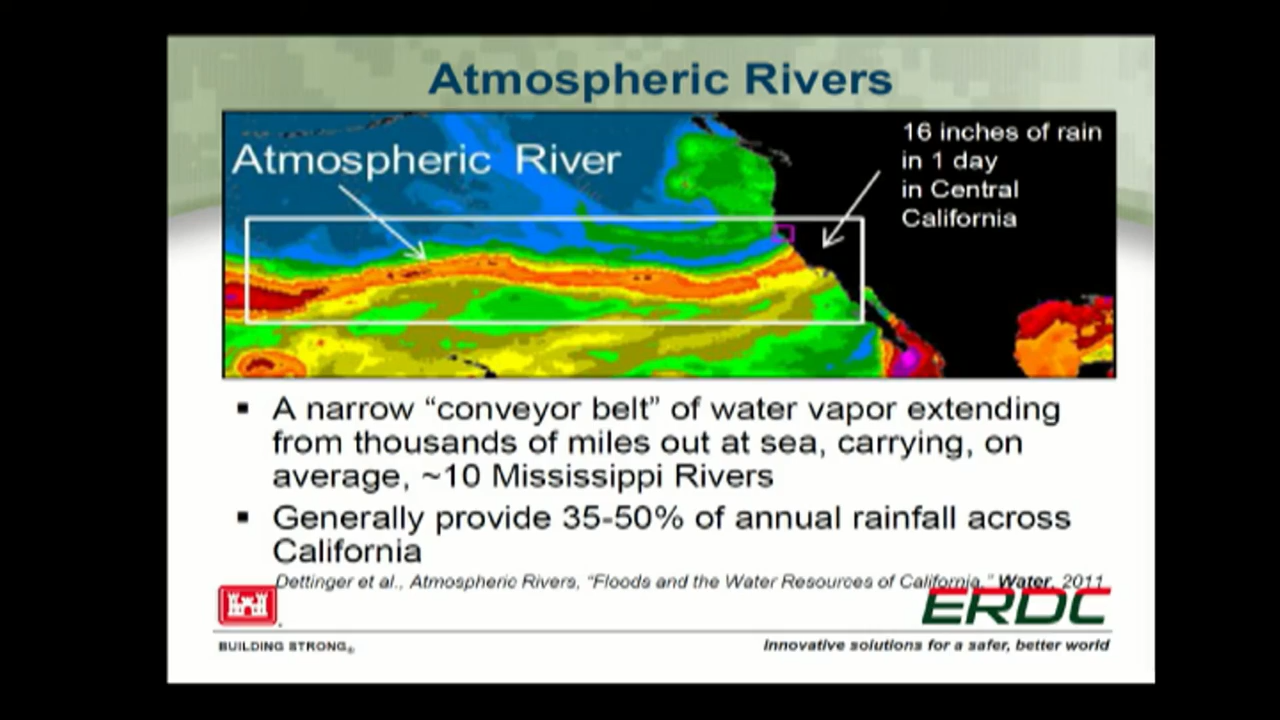 Atmospheric Rivers
Atmospheric River
16 inches of rain
in 1 day
in Central
California
▪ A narrow “conveyor belt” of water vapor extending
from thousands of miles out at sea, carrying, on
average, ~10 Mississippi Rivers
▪ Generally provide 35-50% of annual rainfall across
California
Dettinger et al., Atmospheric Rivers, “Floods and the Water Resources of California,” Water, 2011
ERDC
BUILDING STRONG®
Innovative solutions for a safer, better world